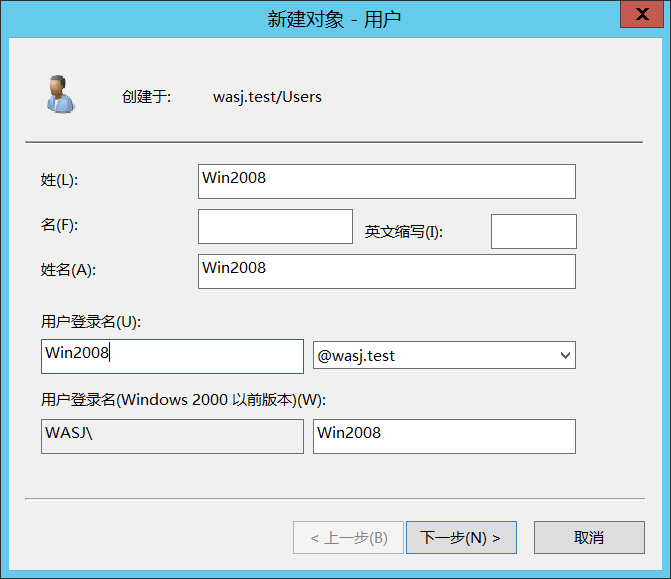 新建对象 - 用户
创建于: wasj.test/Users
姓(L): Win2008
名(F): 英文缩写(I):
姓名(A): Win2008
用户登录名(U):
Win2008 @wasj.test
用户登录名(Windows 2000 以前版本)(W):
WASJ\ Win2008
< 上一步(B) 下一步(N) > 取消